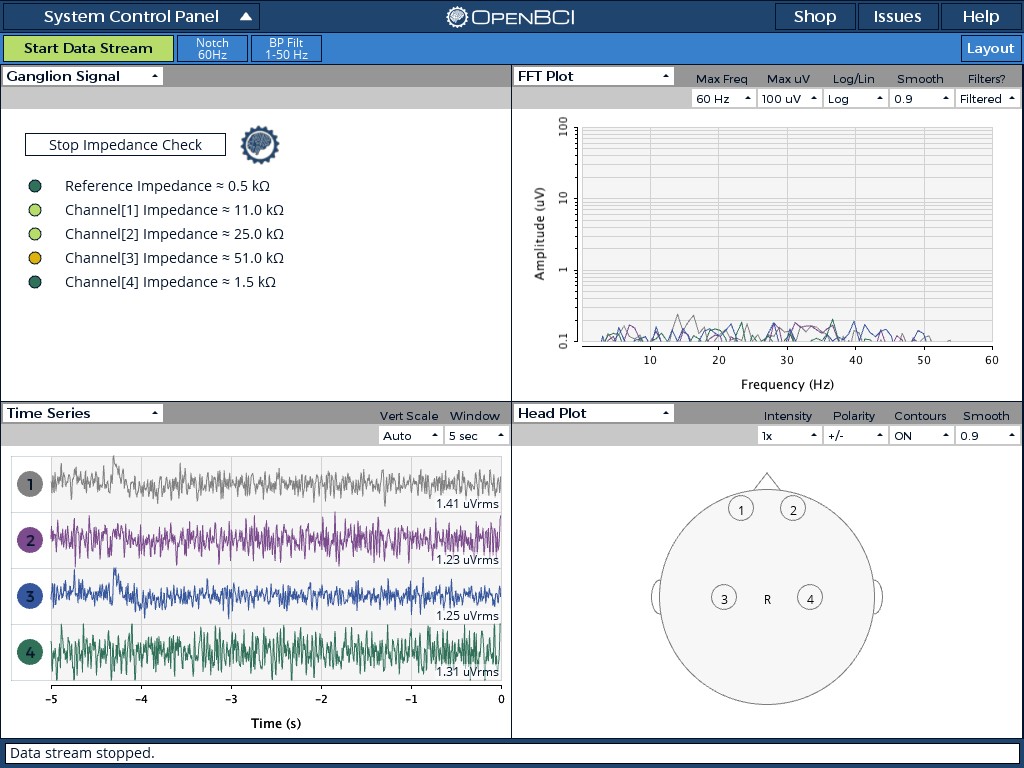 System Control Panel
OpenBCI
Shop
Issues
Help
Start Data Stream
Notch
60Hz
BP Filt
1-50 Hz
Layout
Ganglion Signal
Stop Impedance Check
Reference Impedance ≈ 0.5 kΩ
Channel[1] Impedance ≈ 11.0 kΩ
Channel[2] Impedance ≈ 25.0 kΩ
Channel[3] Impedance ≈ 51.0 kΩ
Channel[4] Impedance ≈ 1.5 kΩ
FFT Plot
Max Freq
Max uV
Log/Lin
Smooth
Filters?
60 Hz
100 uV
Log
0.9
Filtered
100
10
1
0.1
Amplitude (uV)
10 20 30 40 50 60
Frequency (Hz)
Time Series
Vert Scale
Window
Auto
5 sec
1
1.41 uVrms
2
1.23 uVrms
3
1.25 uVrms
4
1.31 uVrms
-5 -4 -3 -2 -1 0
Time (s)
Head Plot
Intensity
Polarity
Contours
Smooth
1x
+/-
ON
0.9
1 2
3 R 4
Data stream stopped.